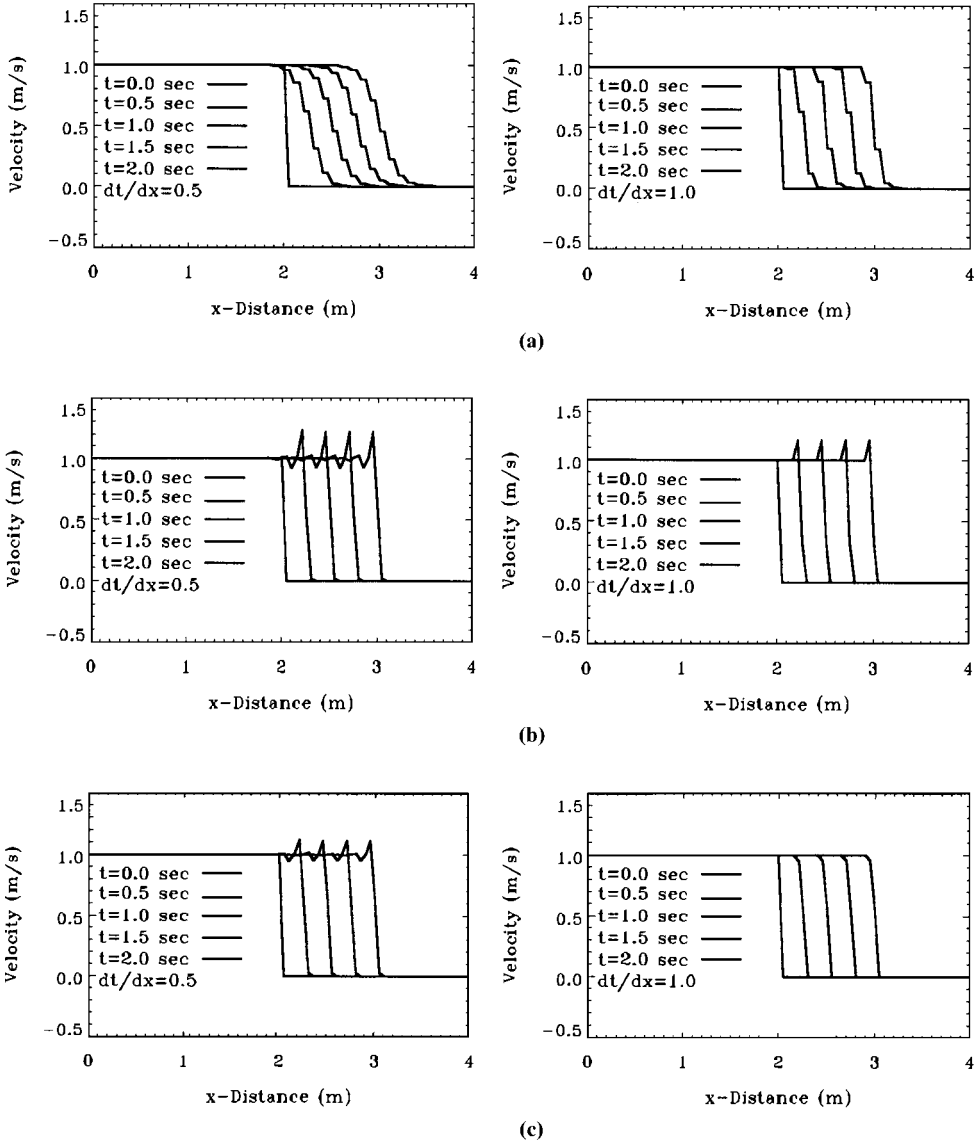 Velocity (m/s)
1.5
1.0
0.5
0.0
−0.5
t=0.0 sec
t=0.5 sec
t=1.0 sec
t=1.5 sec
t=2.0 sec
dt/dx=0.5
0 1 2 3 4
x-Distance (m)
Velocity (m/s)
1.5
1.0
0.5
0.0
−0.5
t=0.0 sec
t=0.5 sec
t=1.0 sec
t=1.5 sec
t=2.0 sec
dt/dx=1.0
0 1 2 3 4
x-Distance (m)
(a)
Velocity (m/s)
1.5
1.0
0.5
0.0
−0.5
t=0.0 sec
t=0.5 sec
t=1.0 sec
t=1.5 sec
t=2.0 sec
dt/dx=0.5
0 1 2 3 4
x-Distance (m)
Velocity (m/s)
1.5
1.0
0.5
0.0
−0.5
t=0.0 sec
t=0.5 sec
t=1.0 sec
t=1.5 sec
t=2.0 sec
dt/dx=1.0
0 1 2 3 4
x-Distance (m)
(b)
Velocity (m/s)
1.5
1.0
0.5
0.0
−0.5
t=0.0 sec
t=0.5 sec
t=1.0 sec
t=1.5 sec
t=2.0 sec
dt/dx=0.5
0 1 2 3 4
x-Distance (m)
Velocity (m/s)
1.5
1.0
0.5
0.0
−0.5
t=0.0 sec
t=0.5 sec
t=1.0 sec
t=1.5 sec
t=2.0 sec
dt/dx=1.0
0 1 2 3 4
x-Distance (m)
(c)